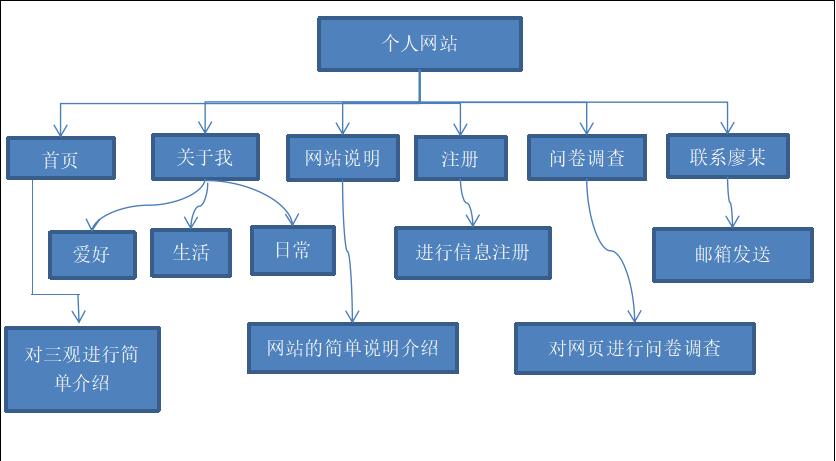 个人网站
首页
关于我
网站说明
注册
问卷调查
联系廖某
爱好
生活
日常
进行信息注册
邮箱发送
对三观进行简
单介绍
网站的简单说明介绍
对网页进行问卷调查